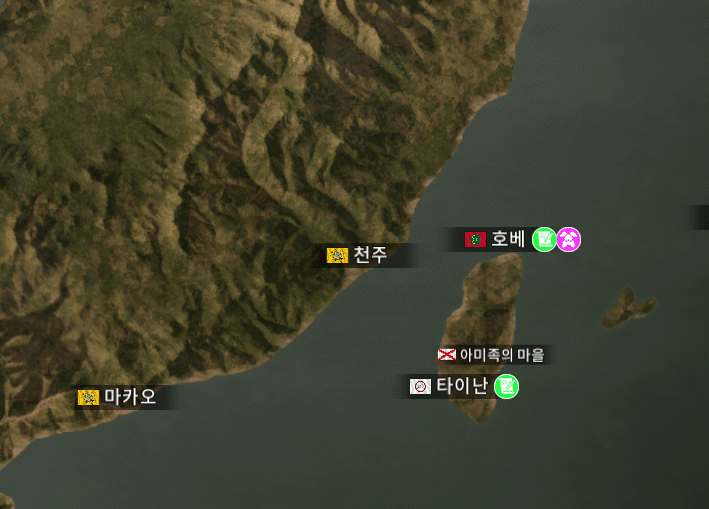 호베
천주
아미족의 마을
타이난
마카오